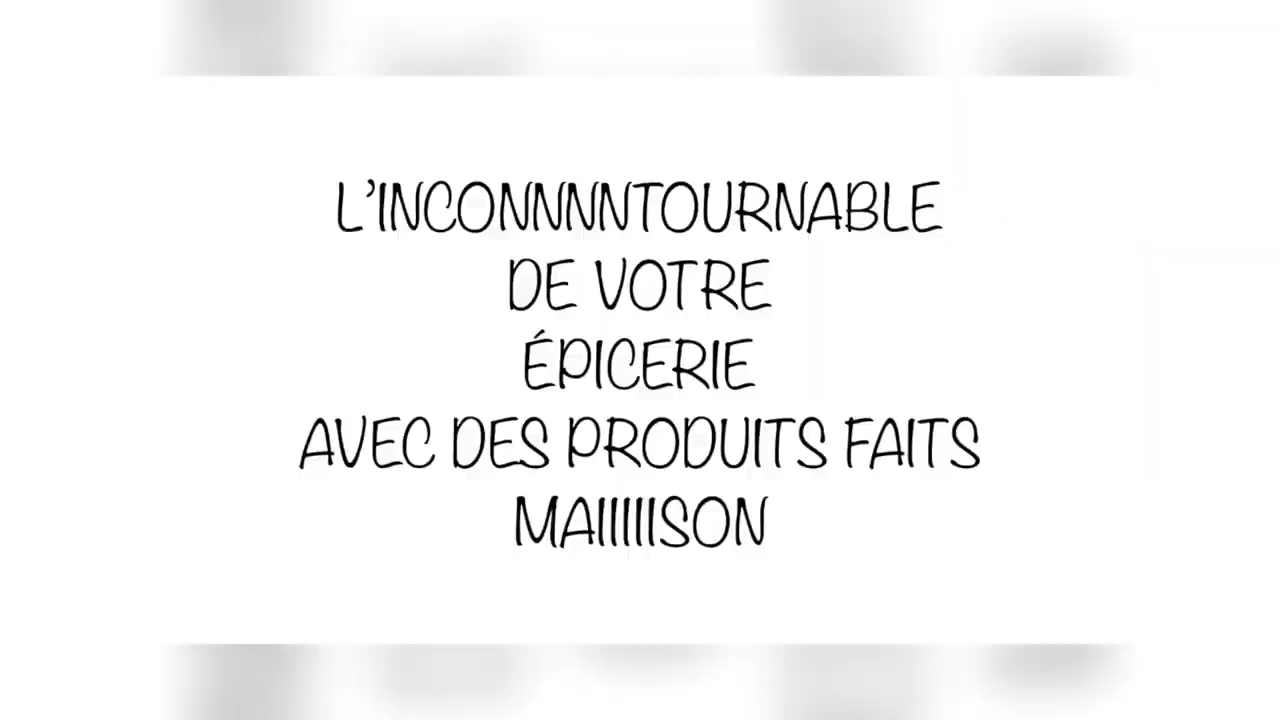 L’INCONNNNTOURNABLE
DE VOTRE
ÉPICERIE
AVEC DES PRODUITS FAITS
MAIIIIISON